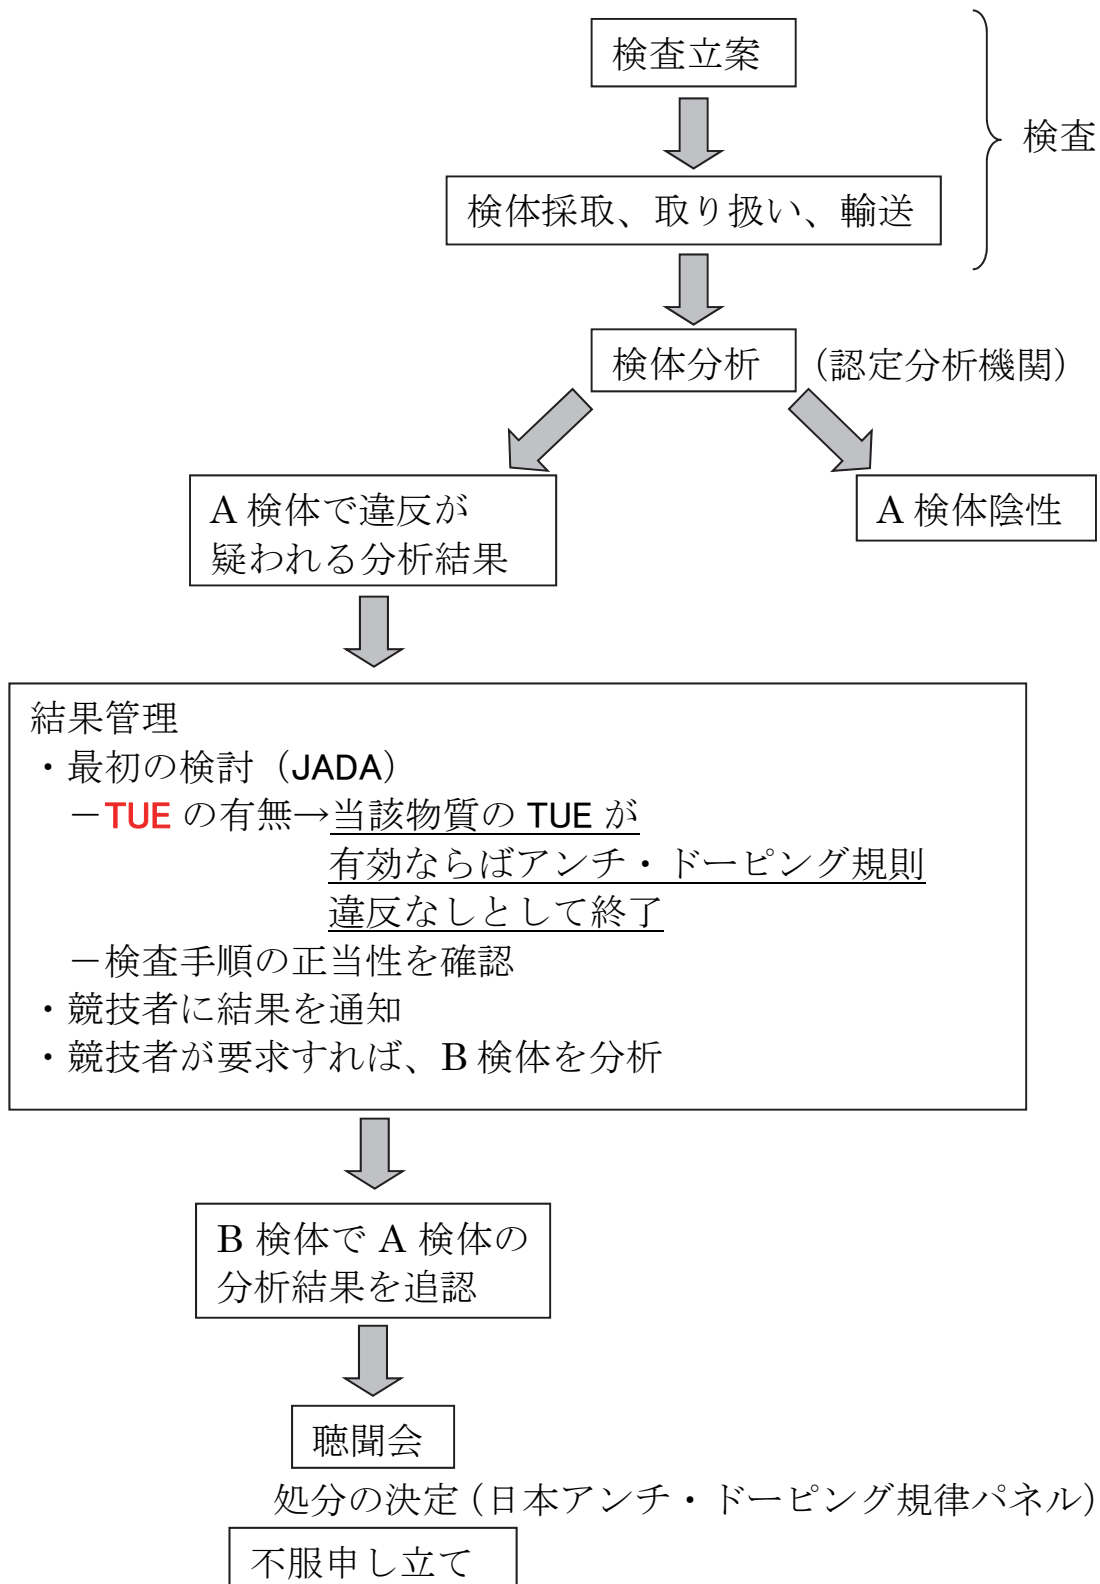 検査立案
検査
検体採取、取り扱い、輸送
検体分析 (認定分析機関)
A 検体で違反が
疑われる分析結果
A 検体陰性
結果管理
・最初の検討（JADA）
－TUE の有無→当該物質の TUE が
有効ならばアンチ・ドーピング規則
違反なしとして終了
－検査手順の正当性を確認
・競技者に結果を通知
・競技者が要求すれば、B 検体を分析
B 検体で A 検体の
分析結果を追認
聴聞会
処分の決定 (日本アンチ・ドーピング規律パネル)
不服申し立て